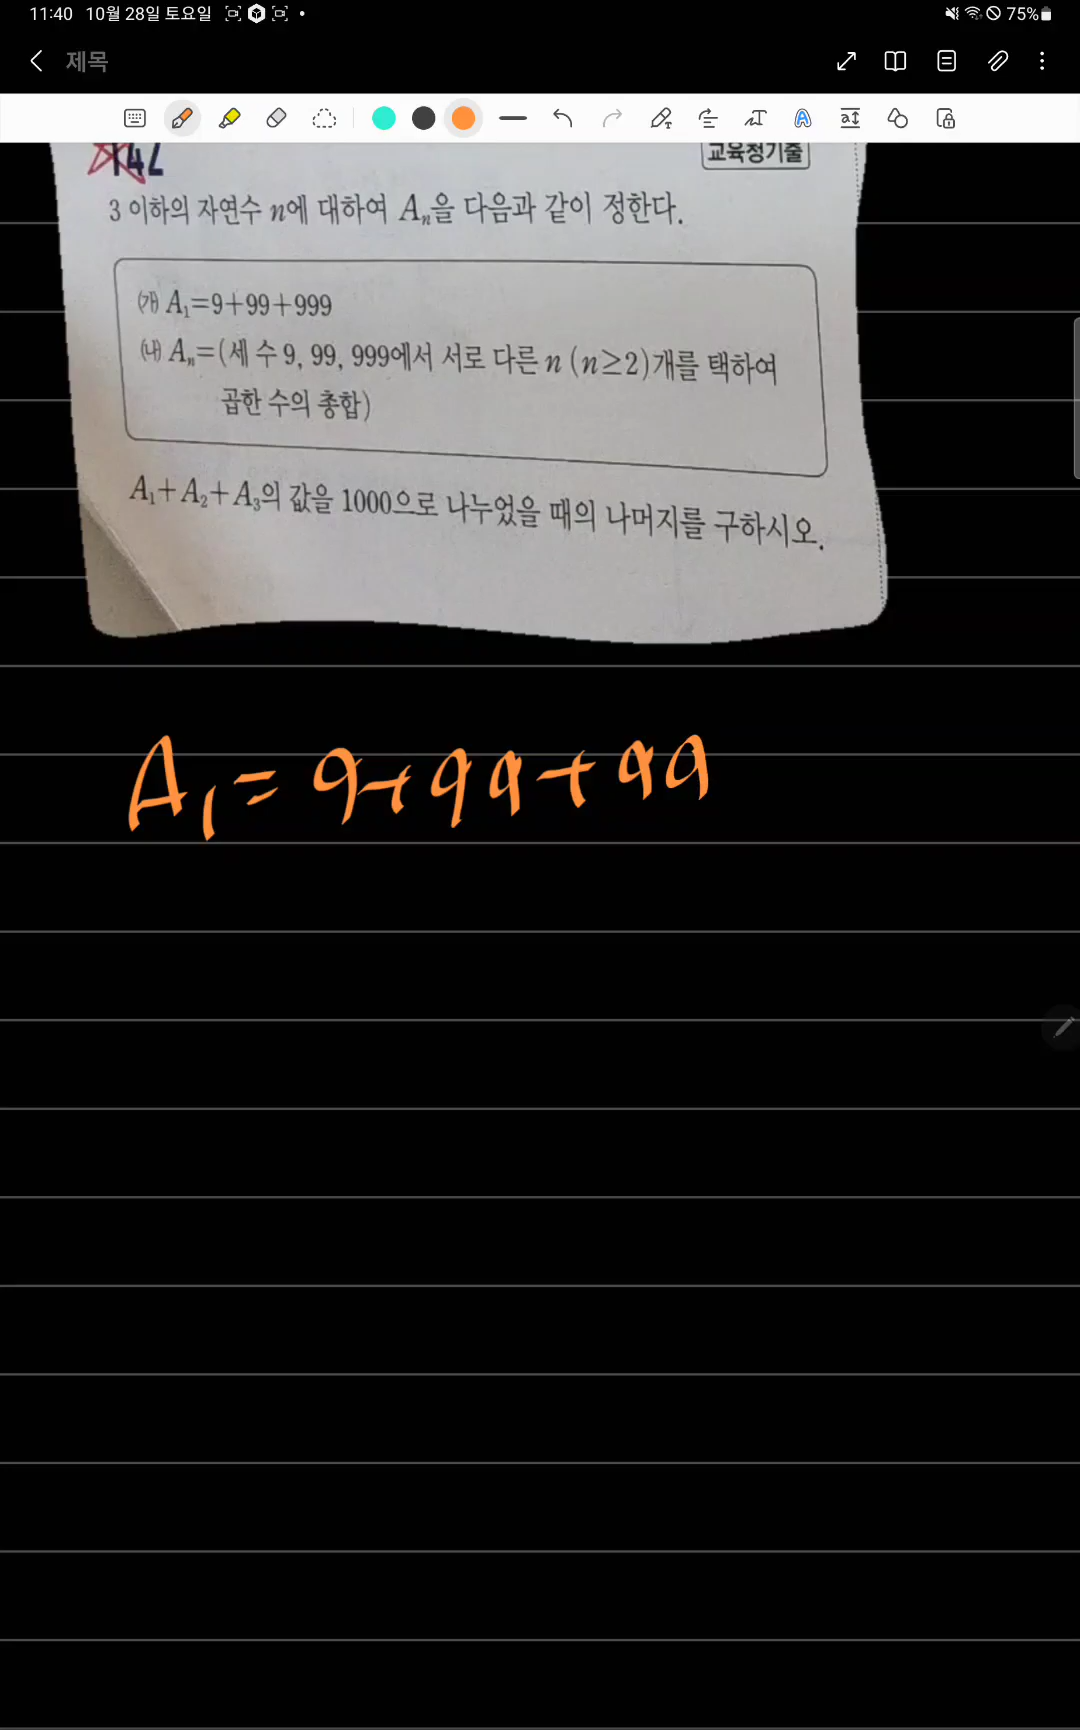 11:40 10월 28일 토요일 75%
제목
142
교육청기출
3 이하의 자연수 n에 대하여 Aₙ을 다음과 같이 정한다.
㈎ A₁=9+99+999
㈏ Aₙ=(세 수 9, 99, 999에서 서로 다른 n (n≥2)개를 택하여
곱한 수의 총합)
A₁+A₂+A₃의 값을 1000으로 나누었을 때의 나머지를 구하시오.
A₁= 9+99+99